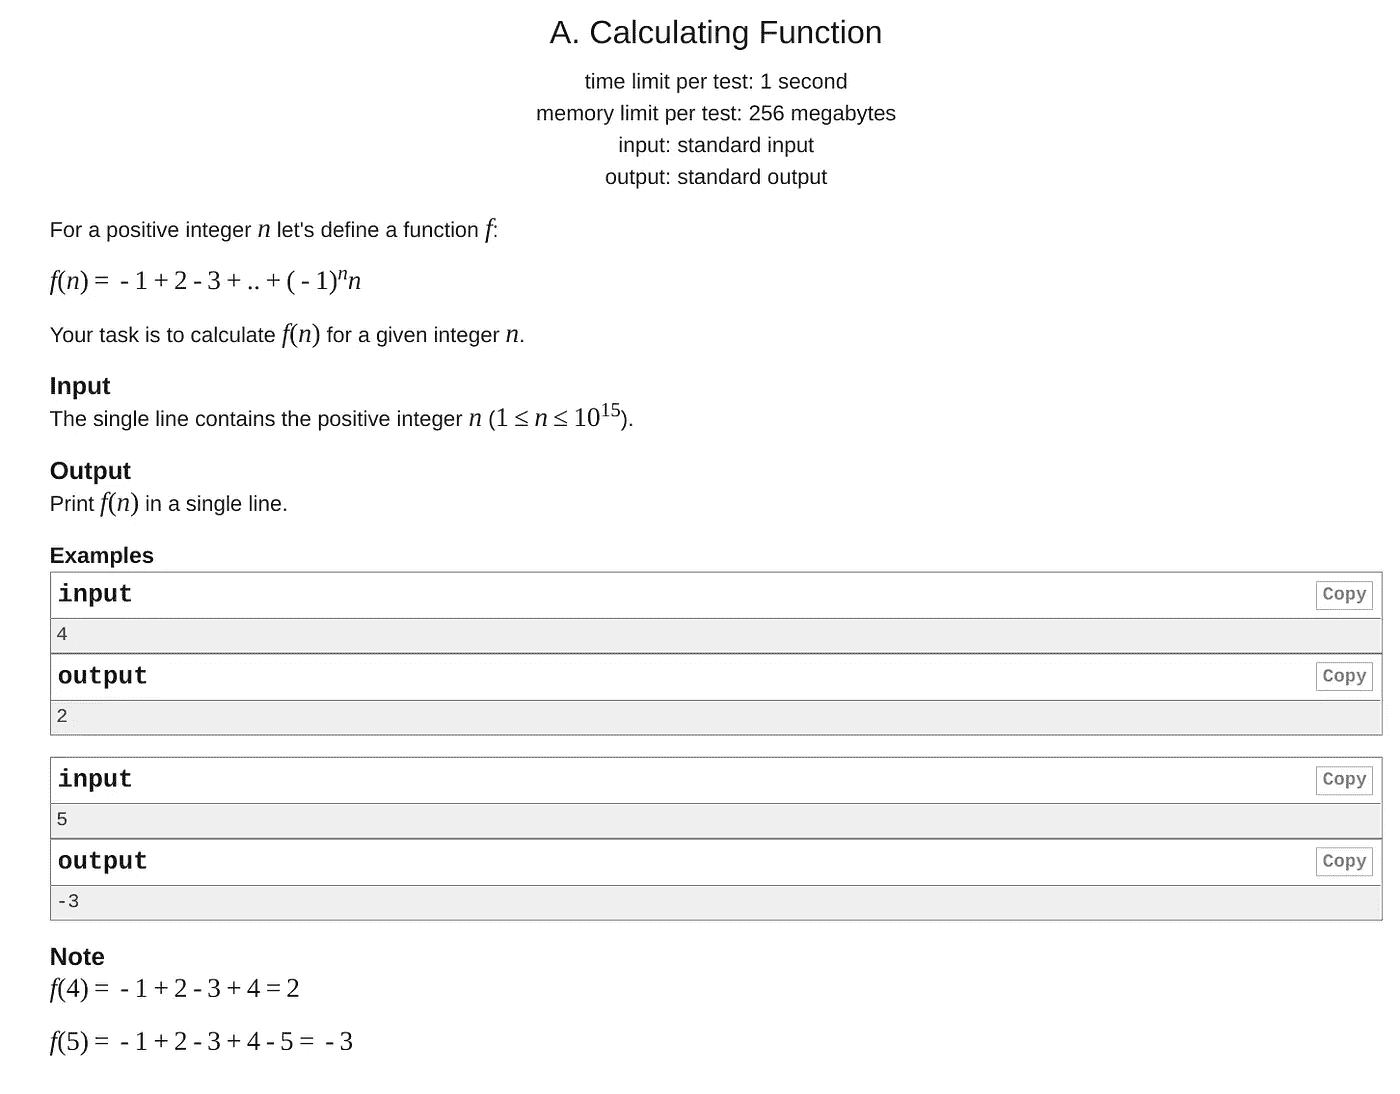 A. Calculating Function
time limit per test: 1 second
memory limit per test: 256 megabytes
input: standard input
output: standard output
For a positive integer n let's define a function f:
f(n) = - 1 + 2 - 3 + .. + ( - 1)ⁿn
Your task is to calculate f(n) for a given integer n.
Input
The single line contains the positive integer n (1 ≤ n ≤ 10¹⁵).
Output
Print f(n) in a single line.
Examples
input Copy
4
output Copy
2
input Copy
5
output Copy
-3
Note
f(4) = - 1 + 2 - 3 + 4 = 2
f(5) = - 1 + 2 - 3 + 4 - 5 = - 3